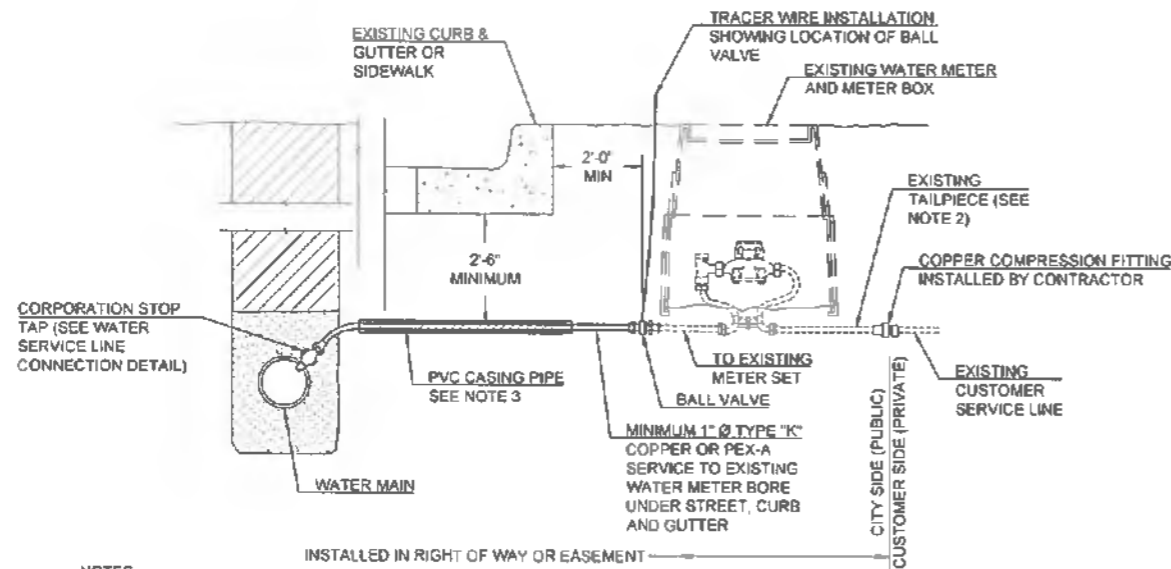 TRACER WIRE INSTALLATION
SHOWING LOCATION OF BALL
VALVE
EXISTING CURB &
GUTTER OR
SIDEWALK
EXISTING WATER METER
AND METER BOX
2'-0"
MIN
EXISTING
TAILPIECE (SEE
NOTE 2)
2'-6"
MINIMUM
COPPER COMPRESSION FITTING
INSTALLED BY CONTRACTOR
CORPORATION STOP
TAP (SEE WATER
SERVICE LINE
CONNECTION DETAIL)
PVC CASING PIPE
SEE NOTE 3
TO EXISTING
METER SET
BALL VALVE
EXISTING
CUSTOMER
SERVICE LINE
MINIMUM 1" Ø TYPE "K"
COPPER OR PEX-A
SERVICE TO EXISTING
WATER METER BORE
UNDER STREET, CURB
AND GUTTER
WATER MAIN
CITY SIDE (PUBLIC)
CUSTOMER SIDE (PRIVATE)
INSTALLED IN RIGHT OF WAY OR EASEMENT
NOTES